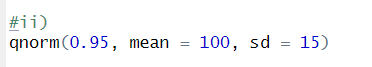 #ii)
qnorm(0.95, mean = 100, sd = 15)